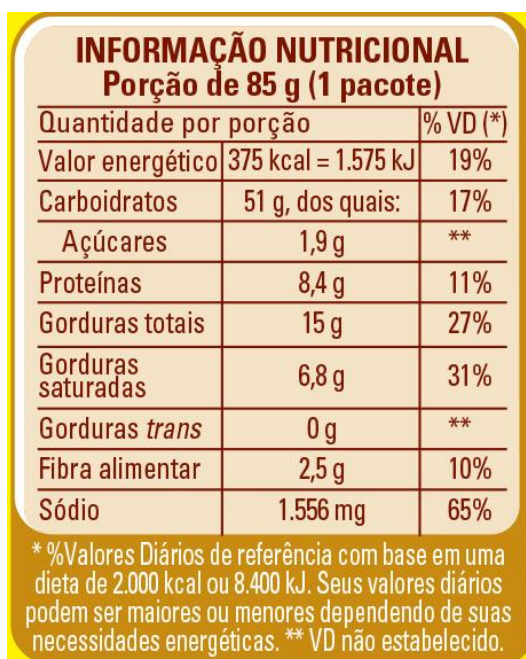 INFORMAÇÃO NUTRICIONAL
Porção de 85 g (1 pacote)
Quantidade por porção % VD (*)
Valor energético 375 kcal = 1.575 kJ 19%
Carboidratos 51 g, dos quais: 17%
Açúcares 1,9 g **
Proteínas 8,4 g 11%
Gorduras totais 15 g 27%
Gorduras
saturadas 6,8 g 31%
Gorduras trans 0 g **
Fibra alimentar 2,5 g 10%
Sódio 1.556 mg 65%
* %Valores Diários de referência com base em uma
dieta de 2.000 kcal ou 8.400 kJ. Seus valores diários
podem ser maiores ou menores dependendo de suas
necessidades energéticas. ** VD não estabelecido.